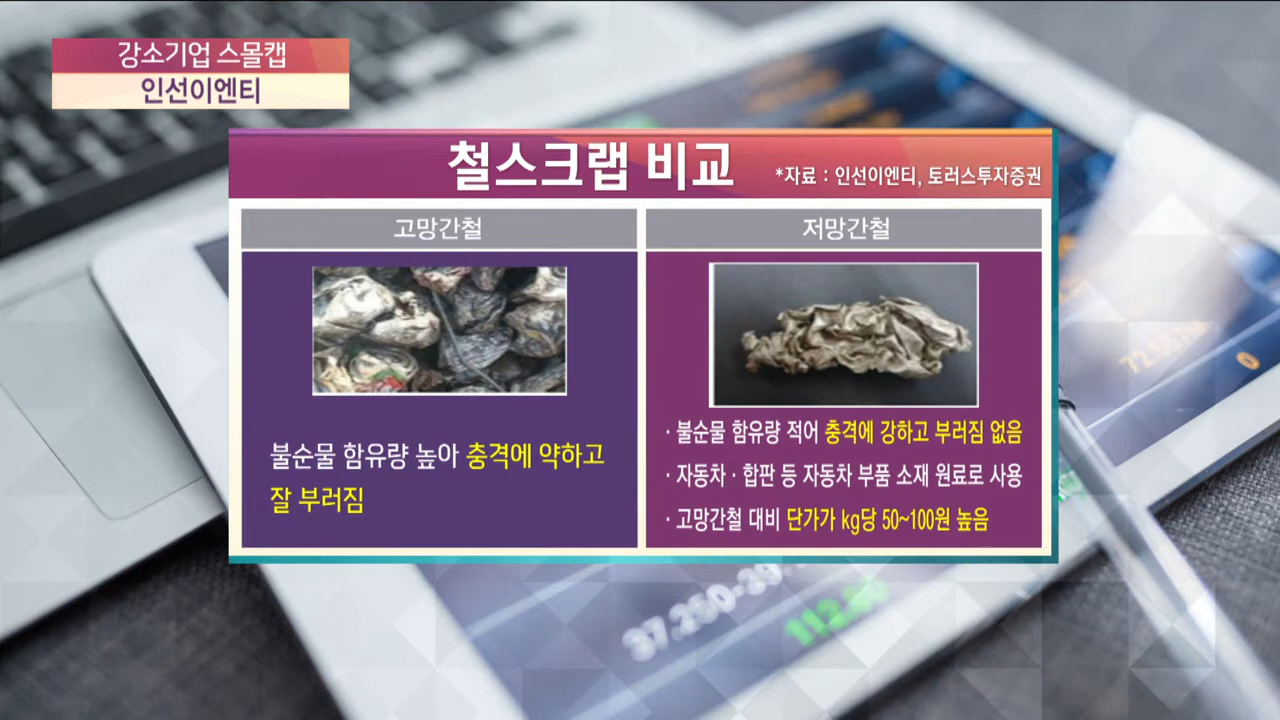 강소기업 스몰캡
인선이엔티
철스크랩 비교
*자료 : 인선이엔티, 토러스투자증권
고망간철
저망간철
불순물 함유량 높아 충격에 약하고
잘 부러짐
· 불순물 함유량 적어 충격에 강하고 부러짐 없음
· 자동차 · 합판 등 자동차 부품 소재 원료로 사용
· 고망간철 대비 단가가 kg당 50~100원 높음